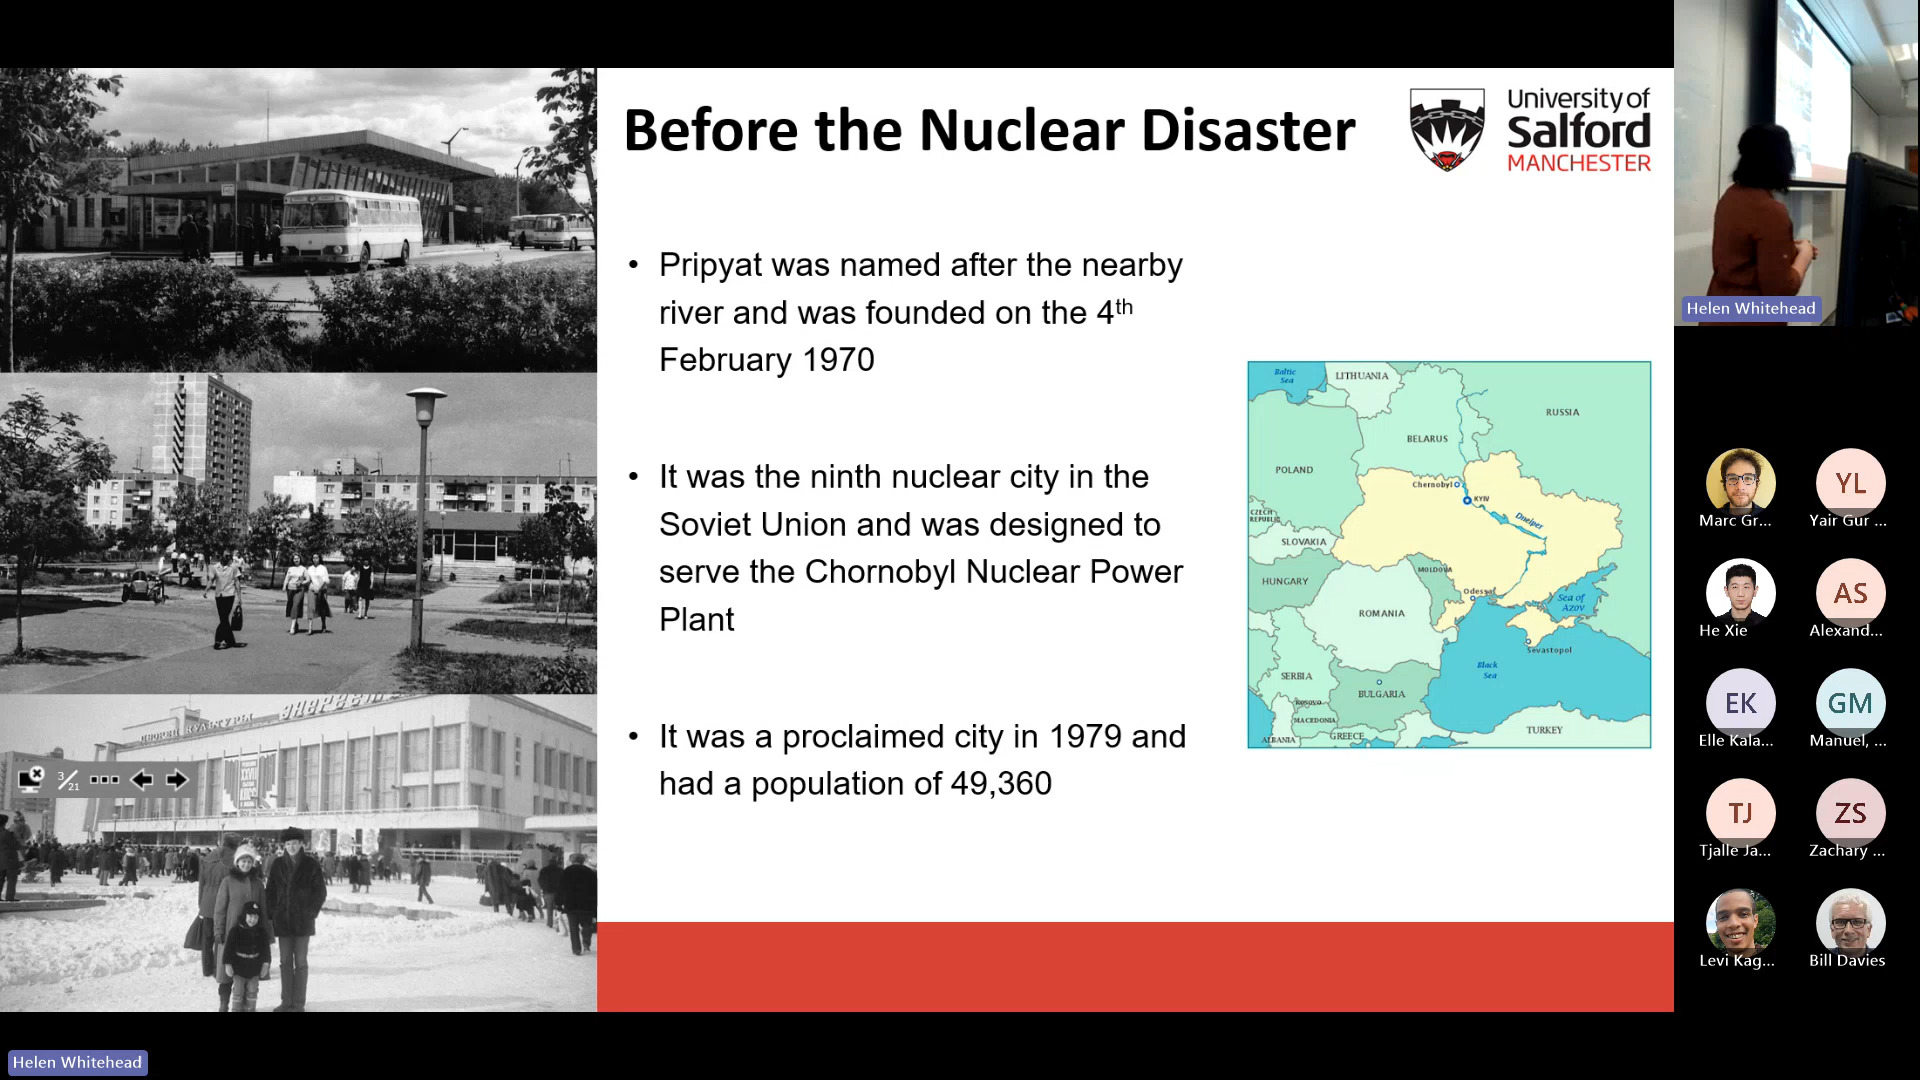 Before the Nuclear Disaster
University of
Salford
MANCHESTER
• Pripyat was named after the nearby
river and was founded on the 4th
February 1970
• It was the ninth nuclear city in the
Soviet Union and was designed to
serve the Chornobyl Nuclear Power
Plant
• It was a proclaimed city in 1979 and
had a population of 49,360
Baltic
Sea
LITHUANIA
RUSSIA
BELARUS
POLAND
Chernobyl
KYIV
CZECH
REPUBLIC
Dnieper
SLOVAKIA
MOLDOVA
HUNGARY
Odessa
Sea of
Azov
ROMANIA
Sevastopol
Black
Sea
SERBIA
BULGARIA
KOSOVO
MACEDONIA
TURKEY
GREECE
ALBANIA
3/21
Helen Whitehead
Marc Gr...
YL
Yair Gur ...
He Xie
AS
Alexand...
EK
Elle Kala...
GM
Manuel, ...
TJ
Tjalle Ja...
ZS
Zachary ...
Levi Kag...
Bill Davies
Helen Whitehead